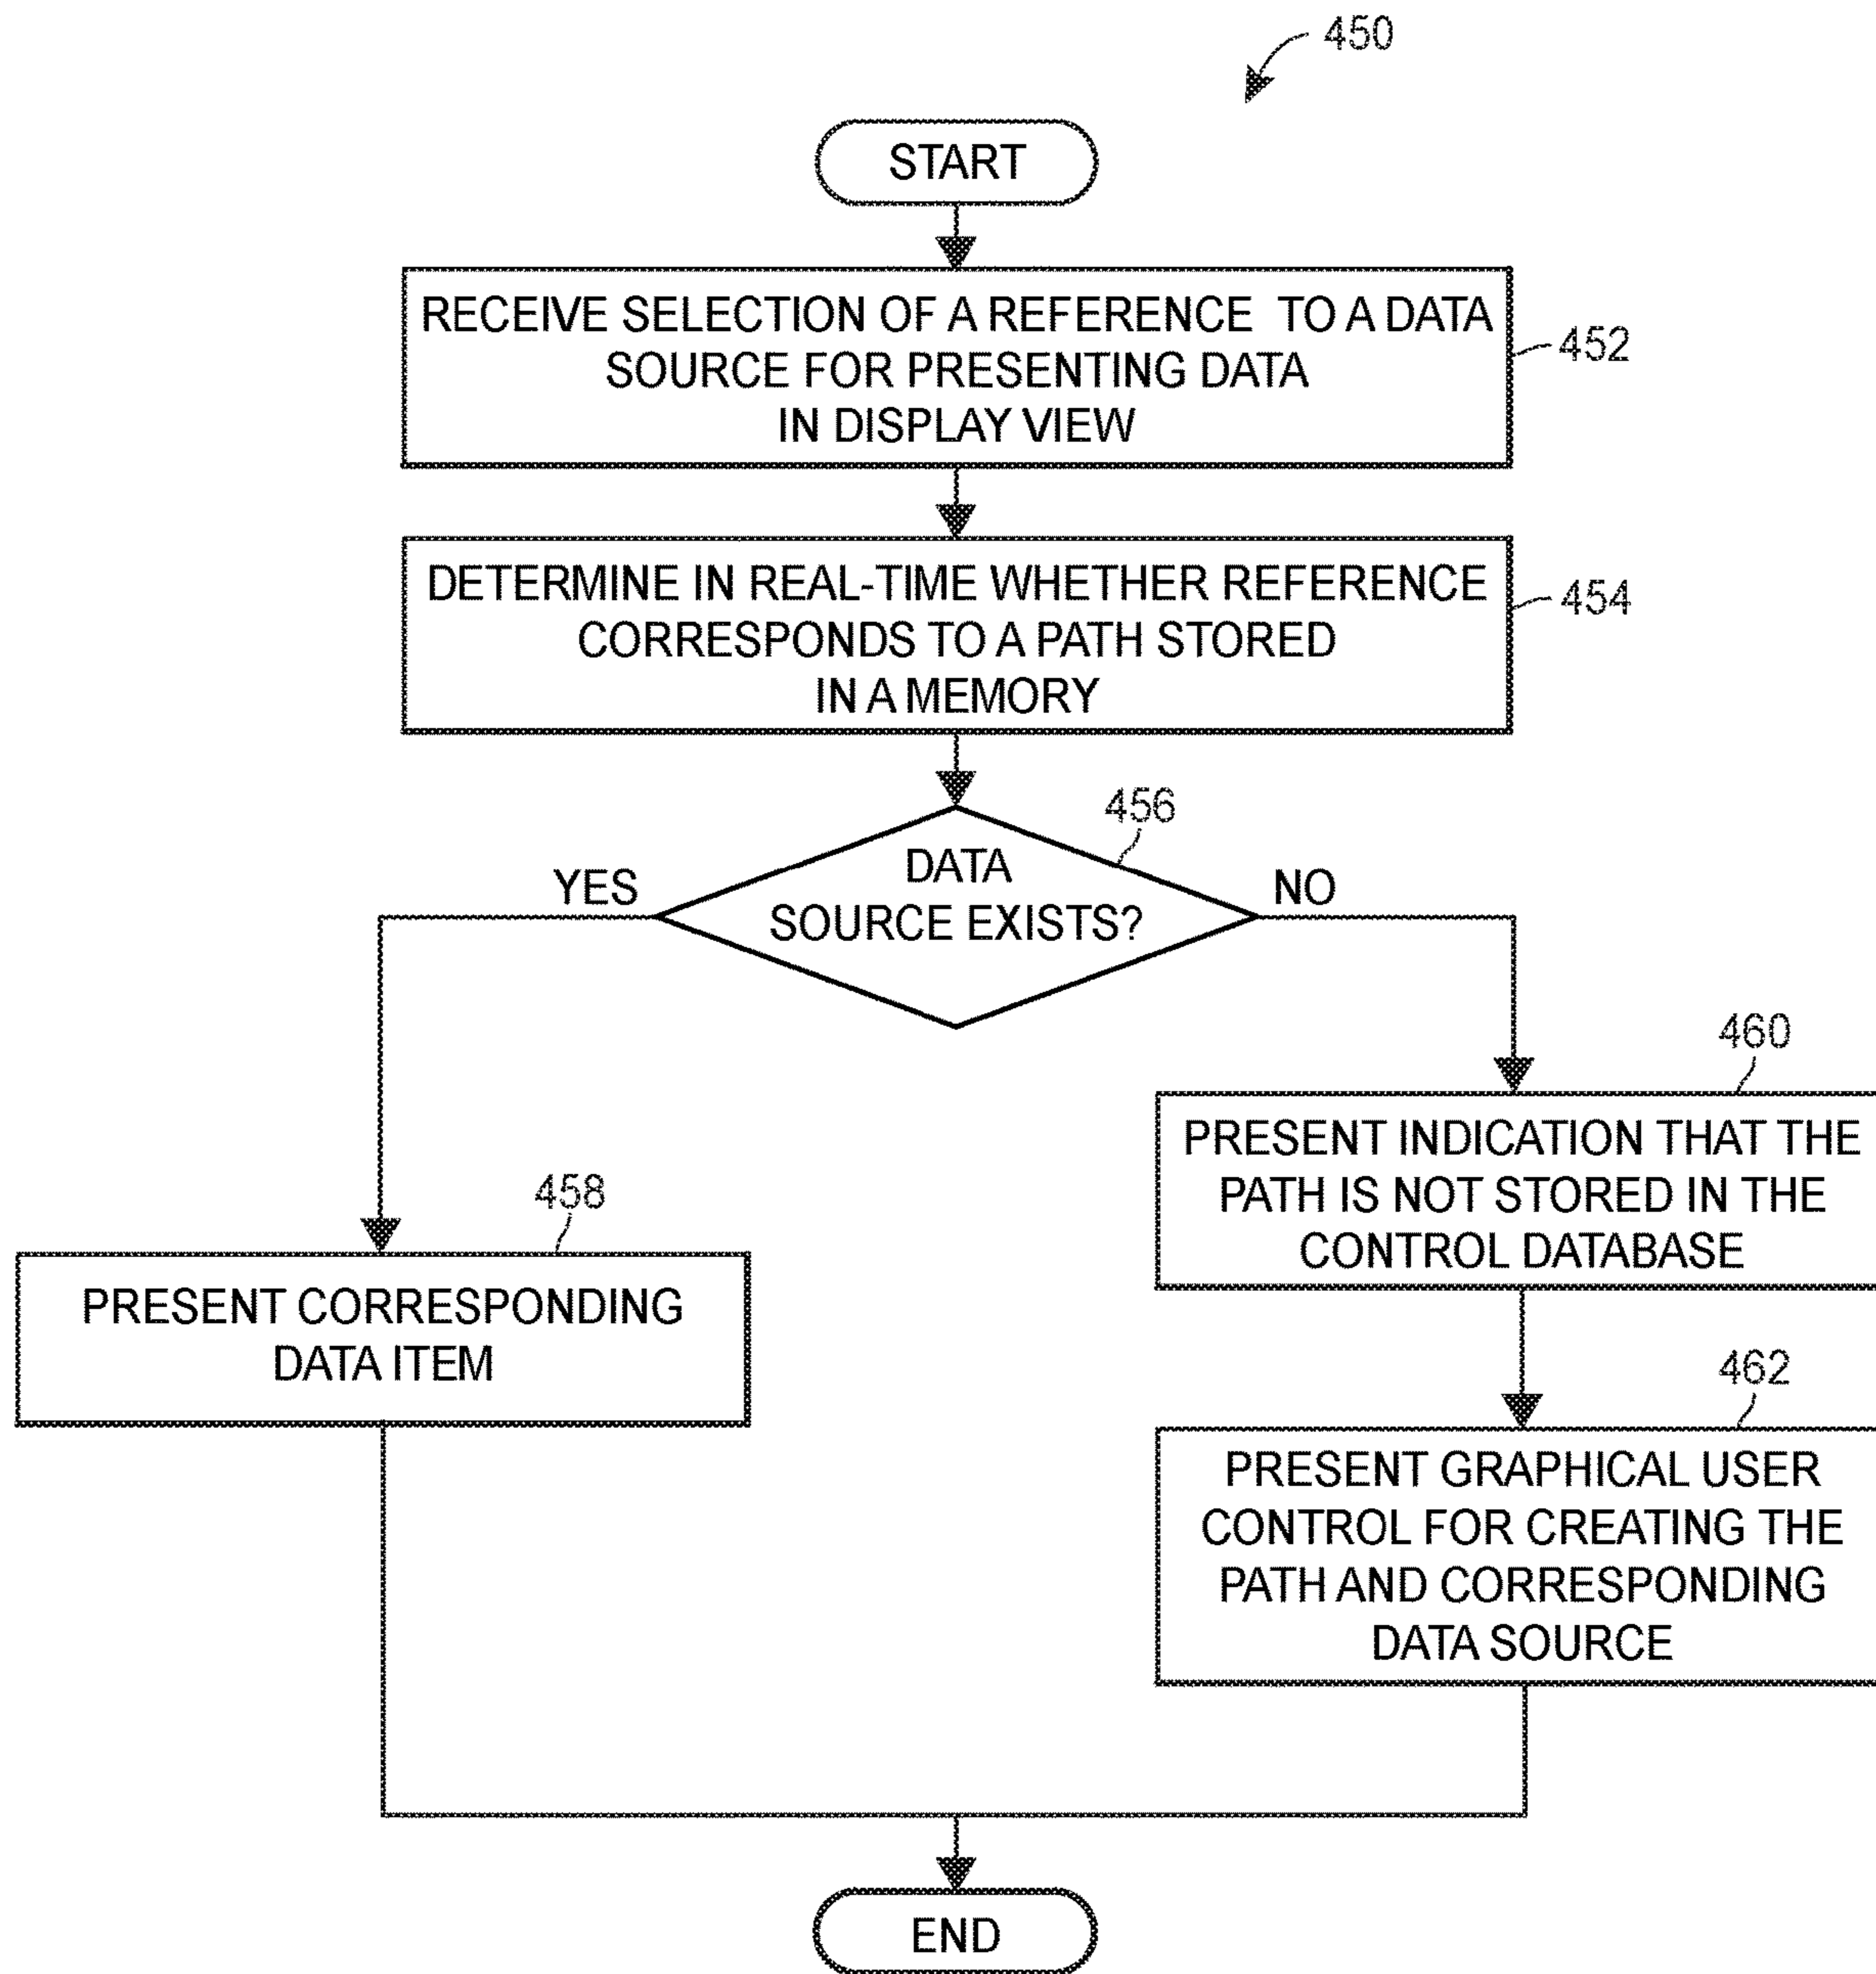 450
START
RECEIVE SELECTION OF A REFERENCE TO A DATA
SOURCE FOR PRESENTING DATA
IN DISPLAY VIEW
452
DETERMINE IN REAL-TIME WHETHER REFERENCE
CORRESPONDS TO A PATH STORED
IN A MEMORY
454
456
DATA
SOURCE EXISTS?
YES
NO
458
PRESENT CORRESPONDING
DATA ITEM
460
PRESENT INDICATION THAT THE
PATH IS NOT STORED IN THE
CONTROL DATABASE
462
PRESENT GRAPHICAL USER
CONTROL FOR CREATING THE
PATH AND CORRESPONDING
DATA SOURCE
END